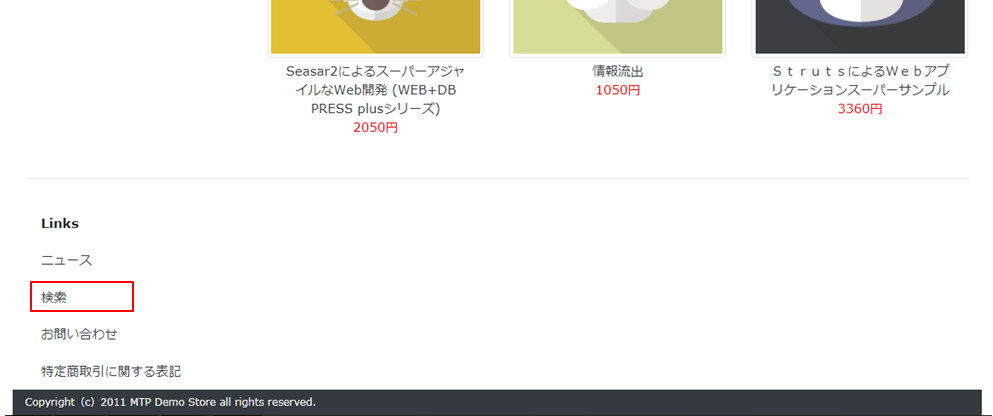 Seasar2によるスーパーアジャ
イルなWeb開発 (WEB+DB
PRESS plusシリーズ)
2050円
情報流出
1050円
ＳｔｒｕｔｓによるＷｅｂアプ
リケーションスーパーサンプル
3360円
Links
ニュース
検索
お問い合わせ
特定商取引に関する表記
Copyright（c）2011 MTP Demo Store all rights reserved.